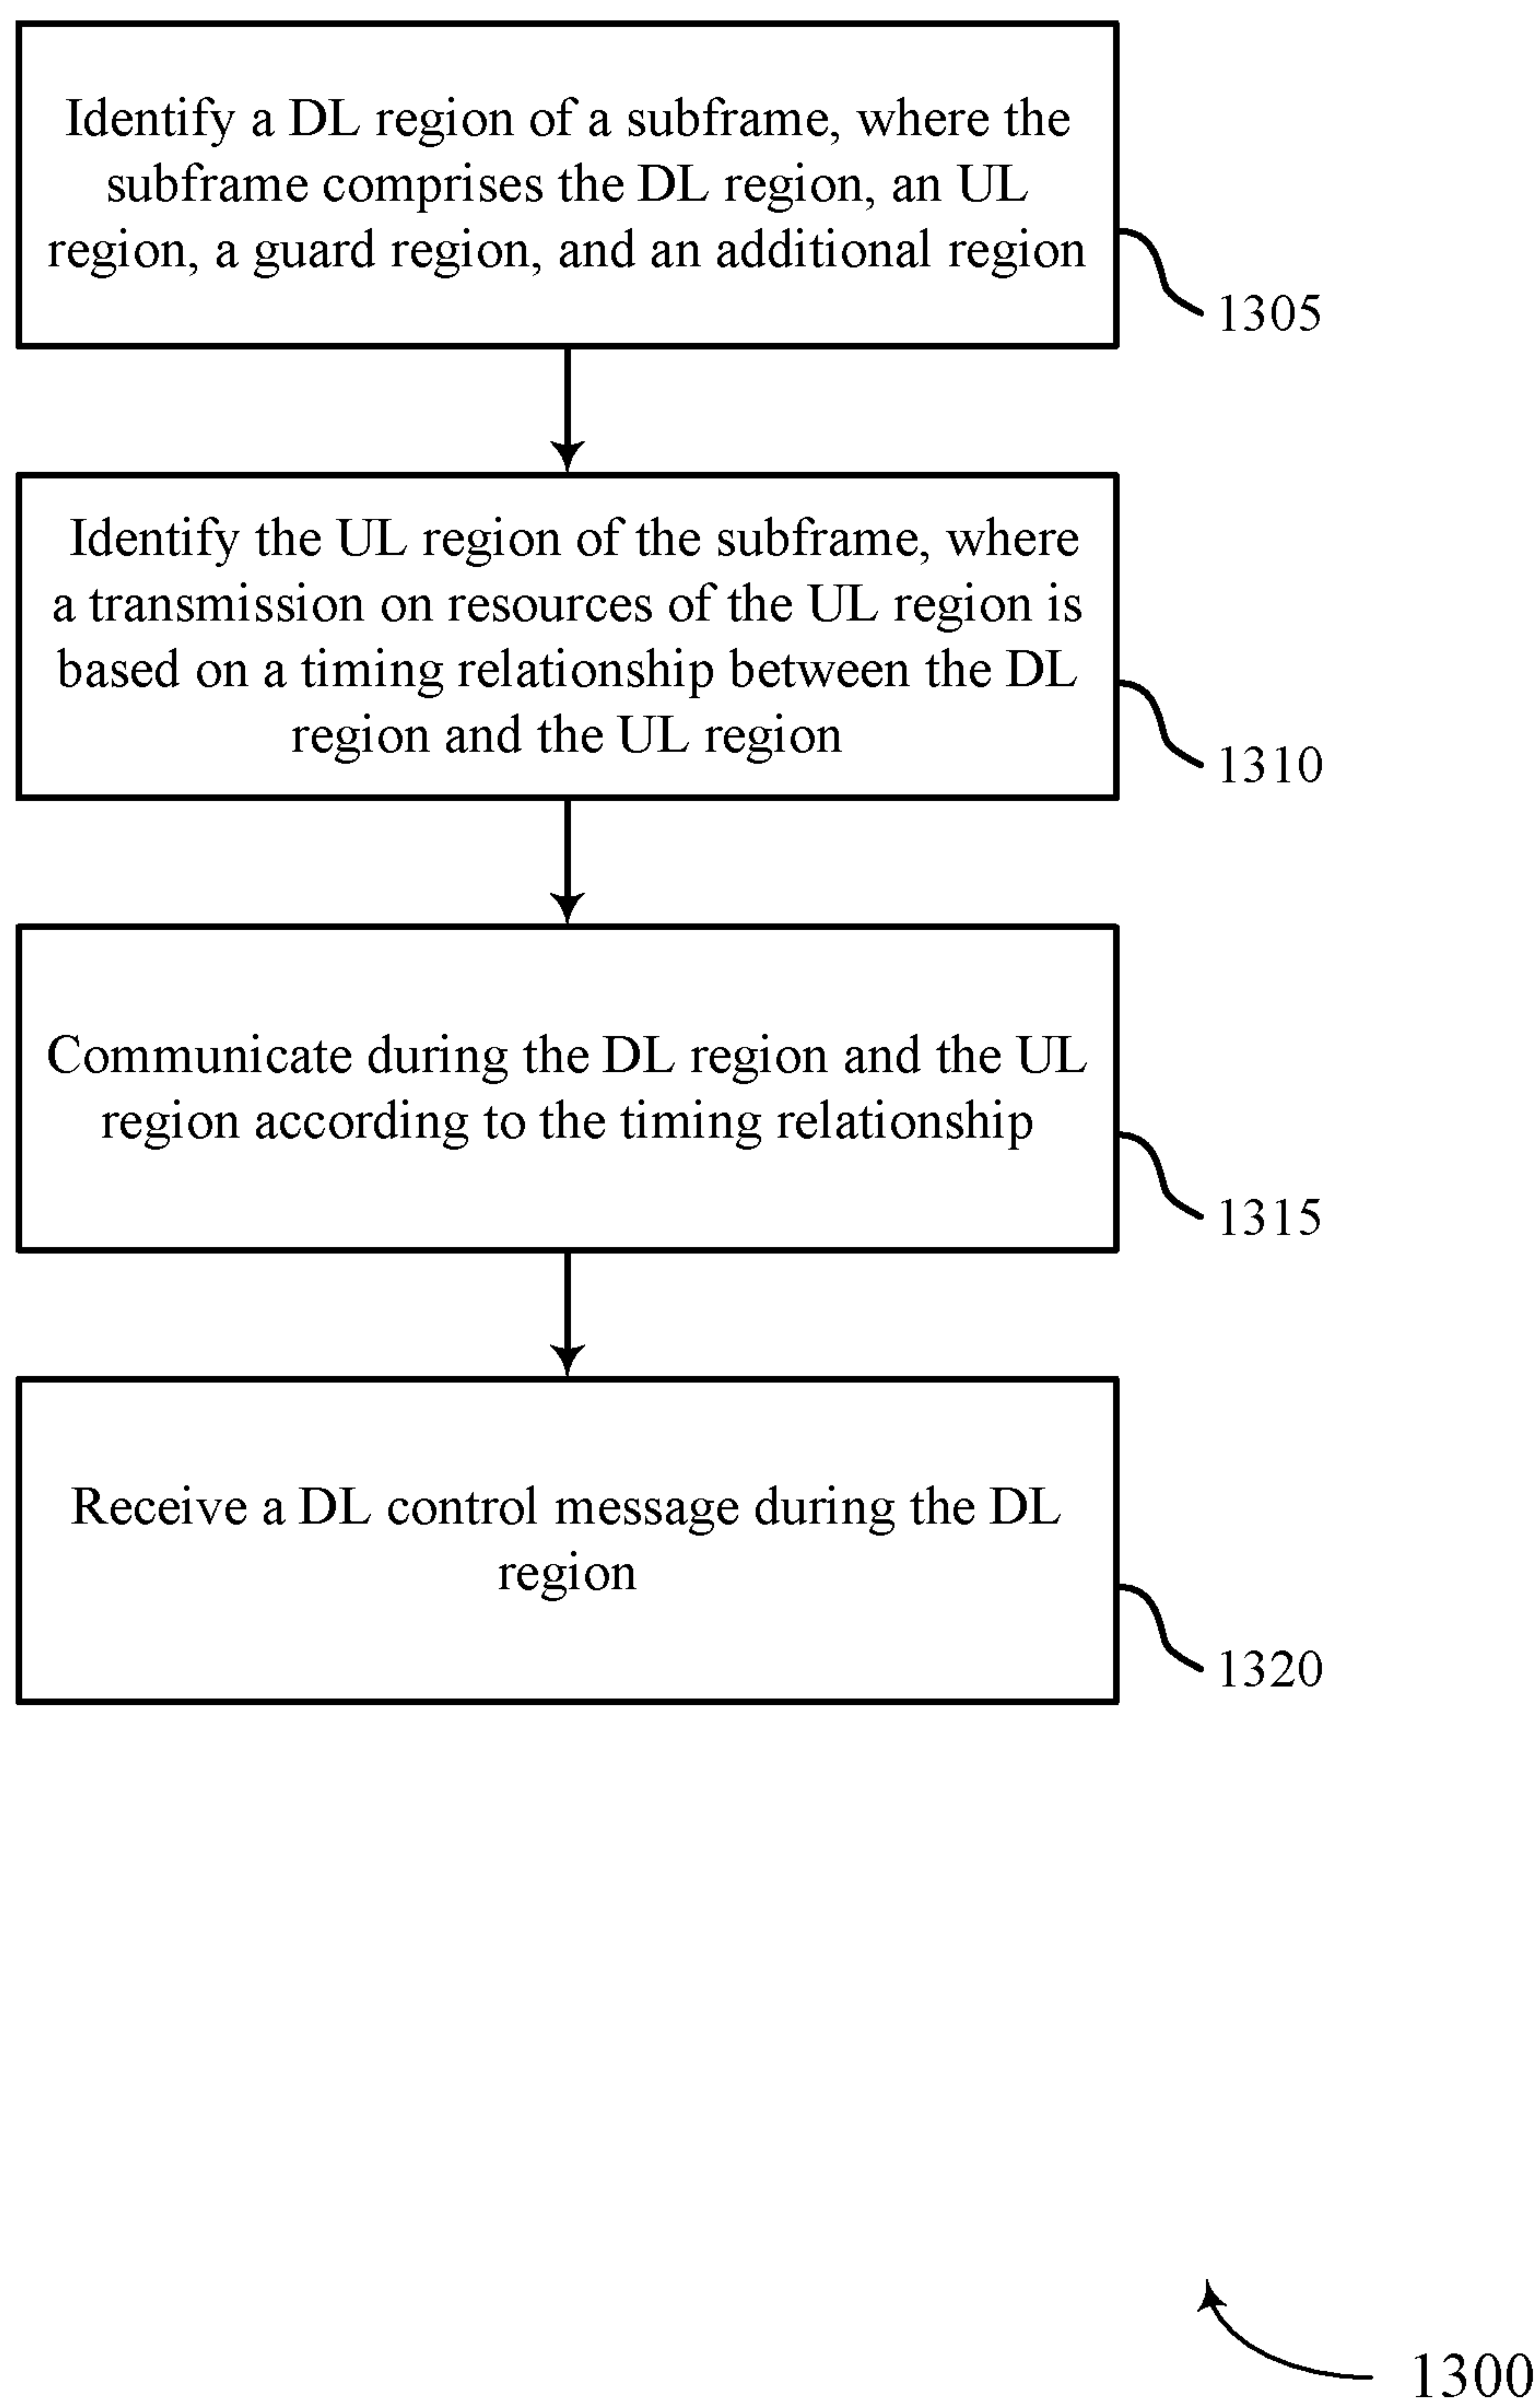 Identify a DL region of a subframe, where the
subframe comprises the DL region, an UL
region, a guard region, and an additional region
1305
Identify the UL region of the subframe, where
a transmission on resources of the UL region is
based on a timing relationship between the DL
region and the UL region
1310
Communicate during the DL region and the UL
region according to the timing relationship
1315
Receive a DL control message during the DL
region
1320
1300